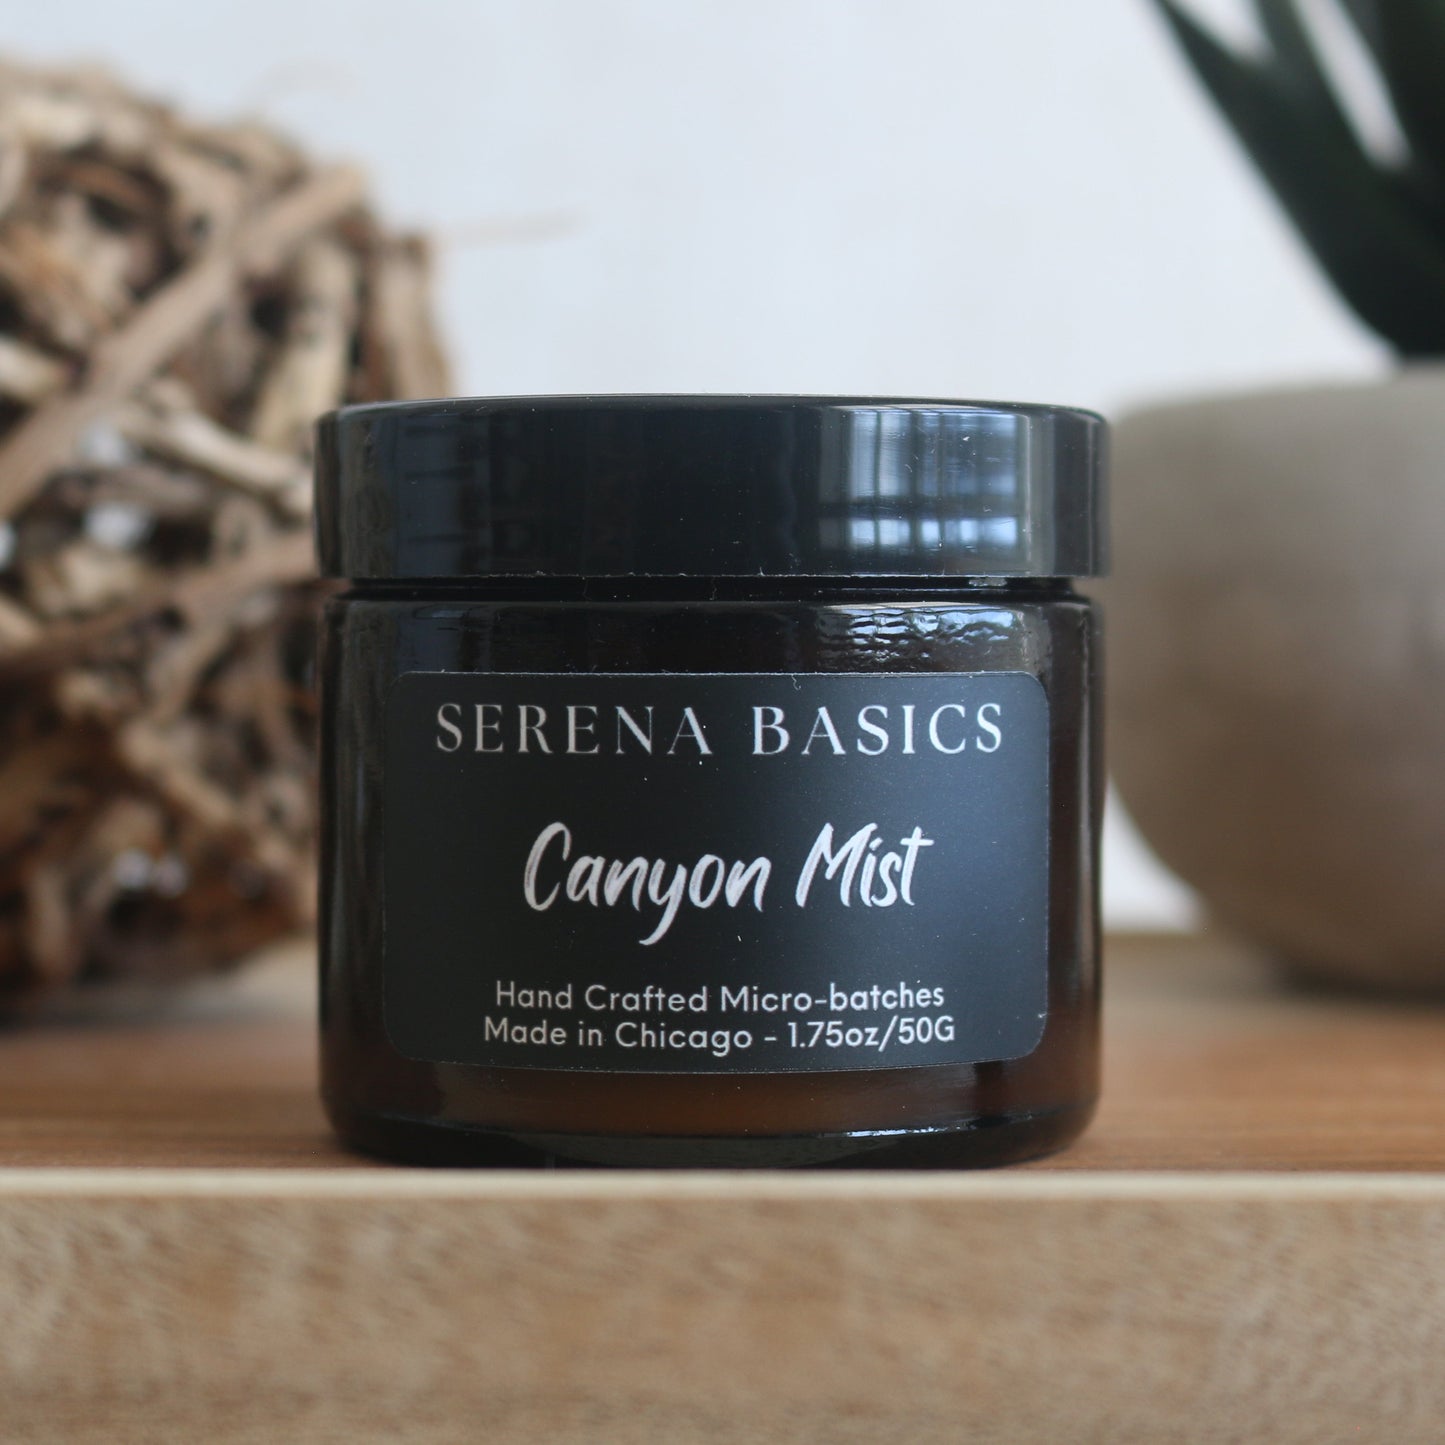 SERENA BASICS
Canyon Mist
Hand Crafted Micro-batches
Made in Chicago - 1.75oz/50G